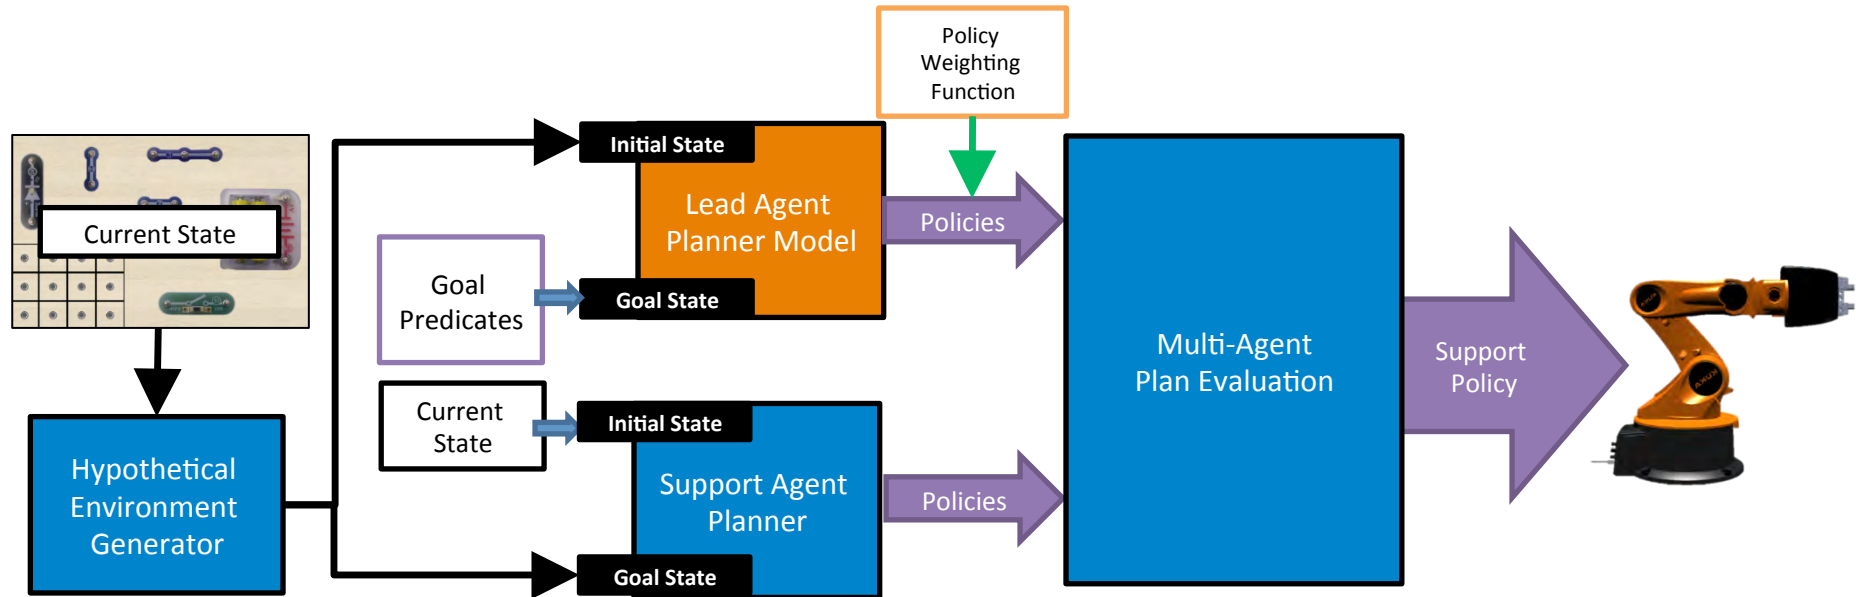 Policy
Weighting
Function
Initial State
Lead Agent
Planner Model
Policies
Current State
Goal
Predicates
Goal State
Multi-Agent
Plan Evaluation
Support
Policy
Current
State
Initial State
Hypothetical
Environment
Generator
Support Agent
Planner
Policies
Goal State
KUKA